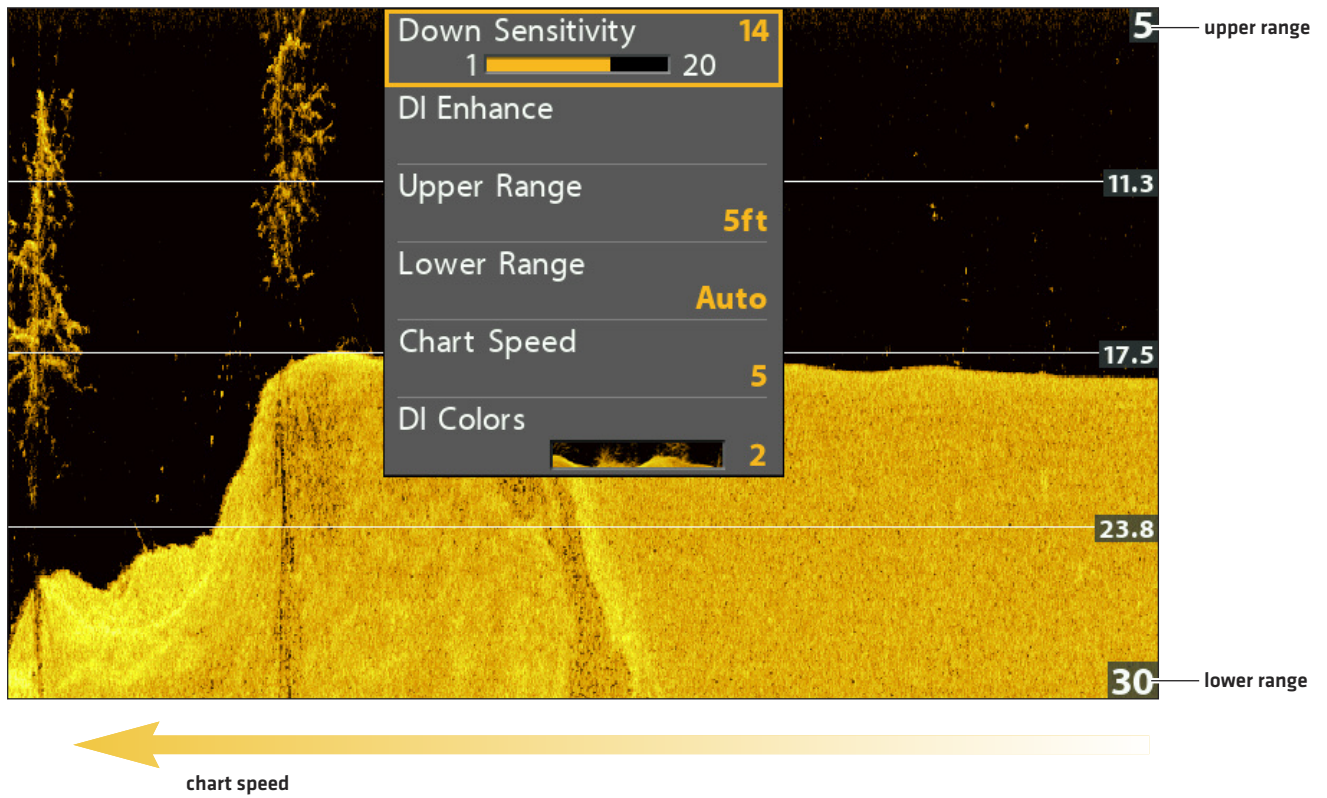 Down Sensitivity 14
1 20
DI Enhance
Upper Range
5ft
Lower Range
Auto
Chart Speed
5
DI Colors
2
5 upper range
11.3
17.5
23.8
30 lower range
chart speed